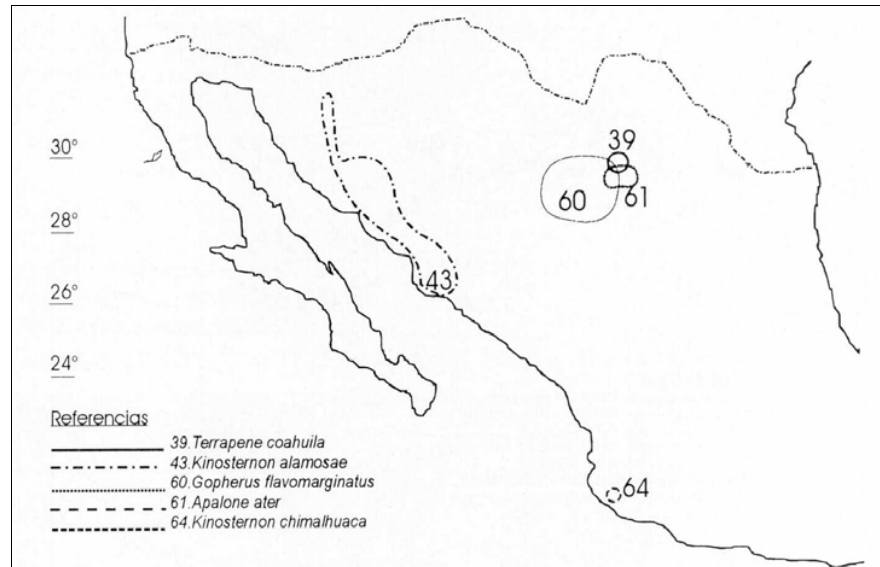 30°
39
60
61
28°
43
26°
24°
Referencias
39.Terrapene coahuila
43.Kinosternon alamosae
60.Gopherus flavomarginatus
61.Apalone ater
64.Kinosternon chimalhuaca
64